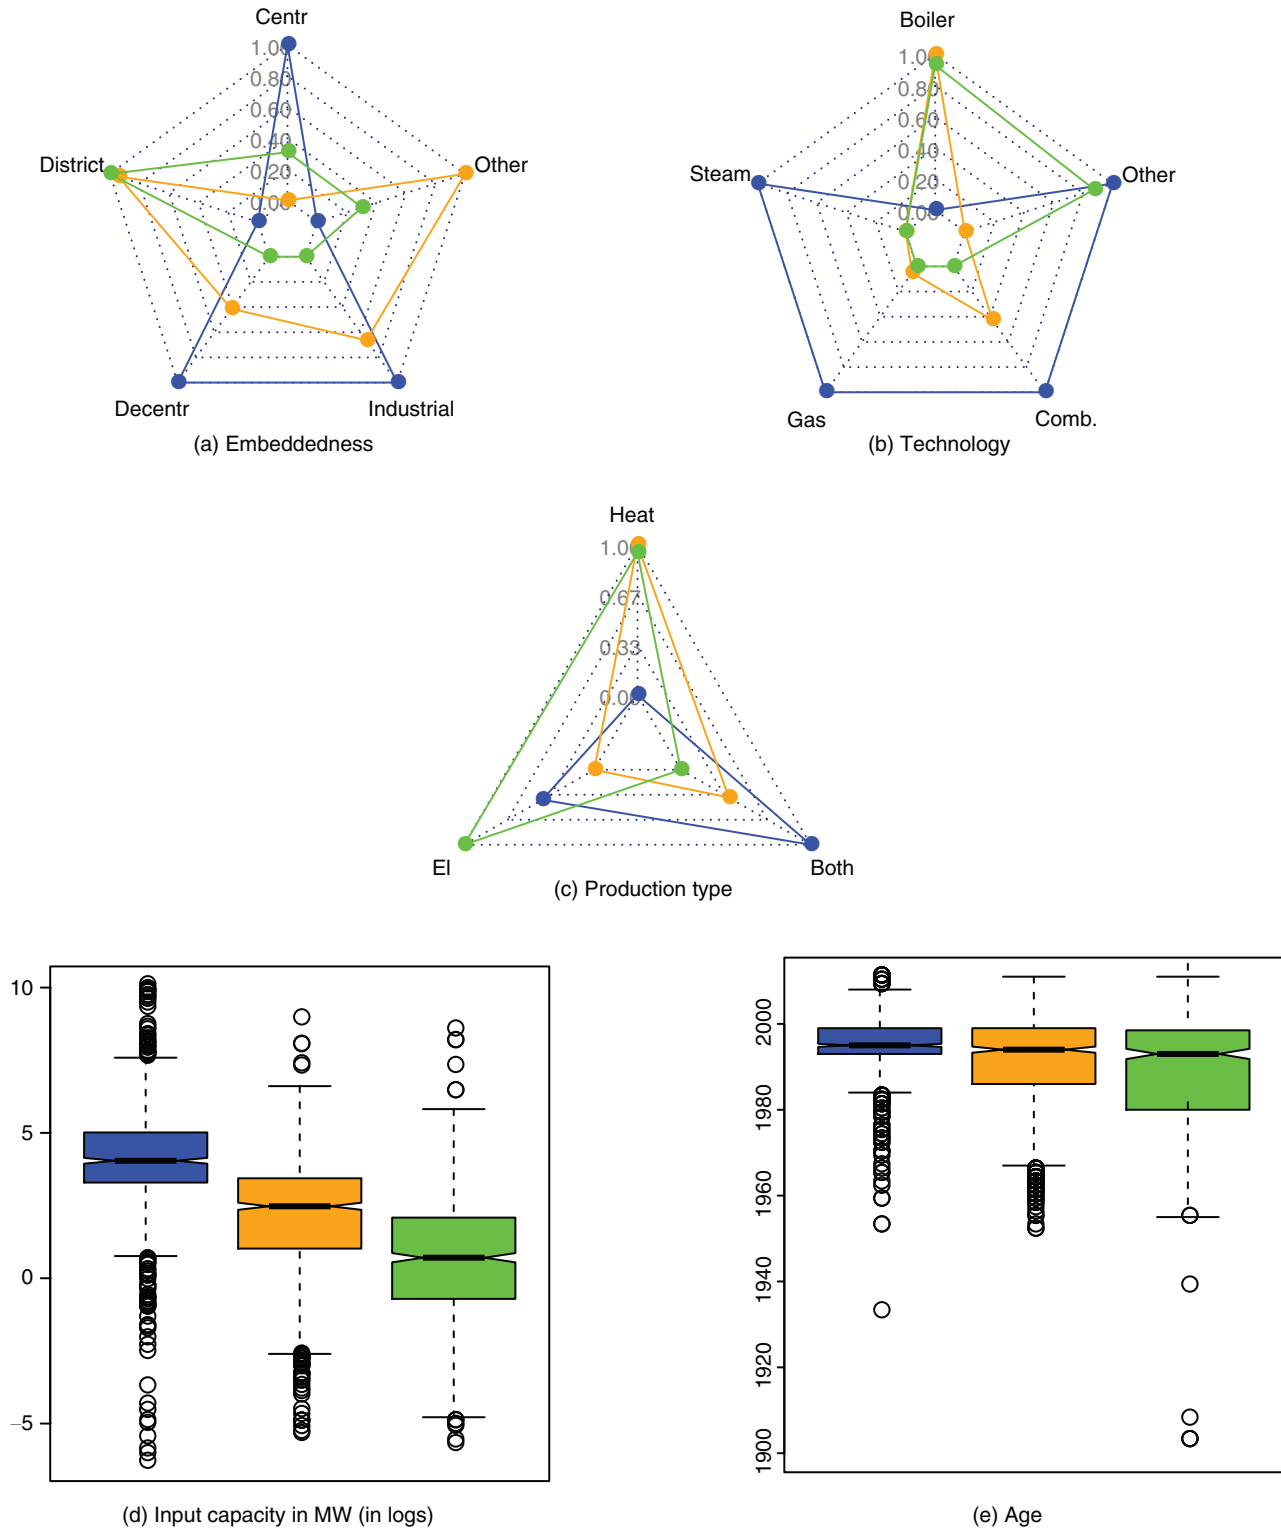 Centr
1.00
0.80
0.60
0.40
0.20
0.00
District
Other
Decentr
Industrial
(a) Embeddedness
Boiler
1.00
0.80
0.60
0.40
0.20
0.00
Steam
Other
Gas
Comb.
(b) Technology
Heat
1.00
0.67
0.33
0.00
El
Both
(c) Production type
10
5
0
−5
(d) Input capacity in MW (in logs)
2000
1980
1960
1940
1920
1900
(e) Age